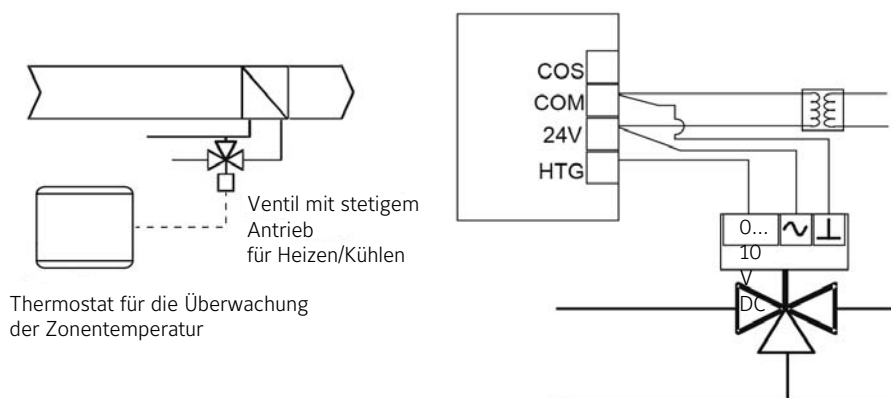 Ventil mit stetigem
Antrieb
für Heizen/Kühlen
Thermostat für die Überwachung
der Zonentemperatur
COS
COM
24V
HTG
0...
10
V
DC